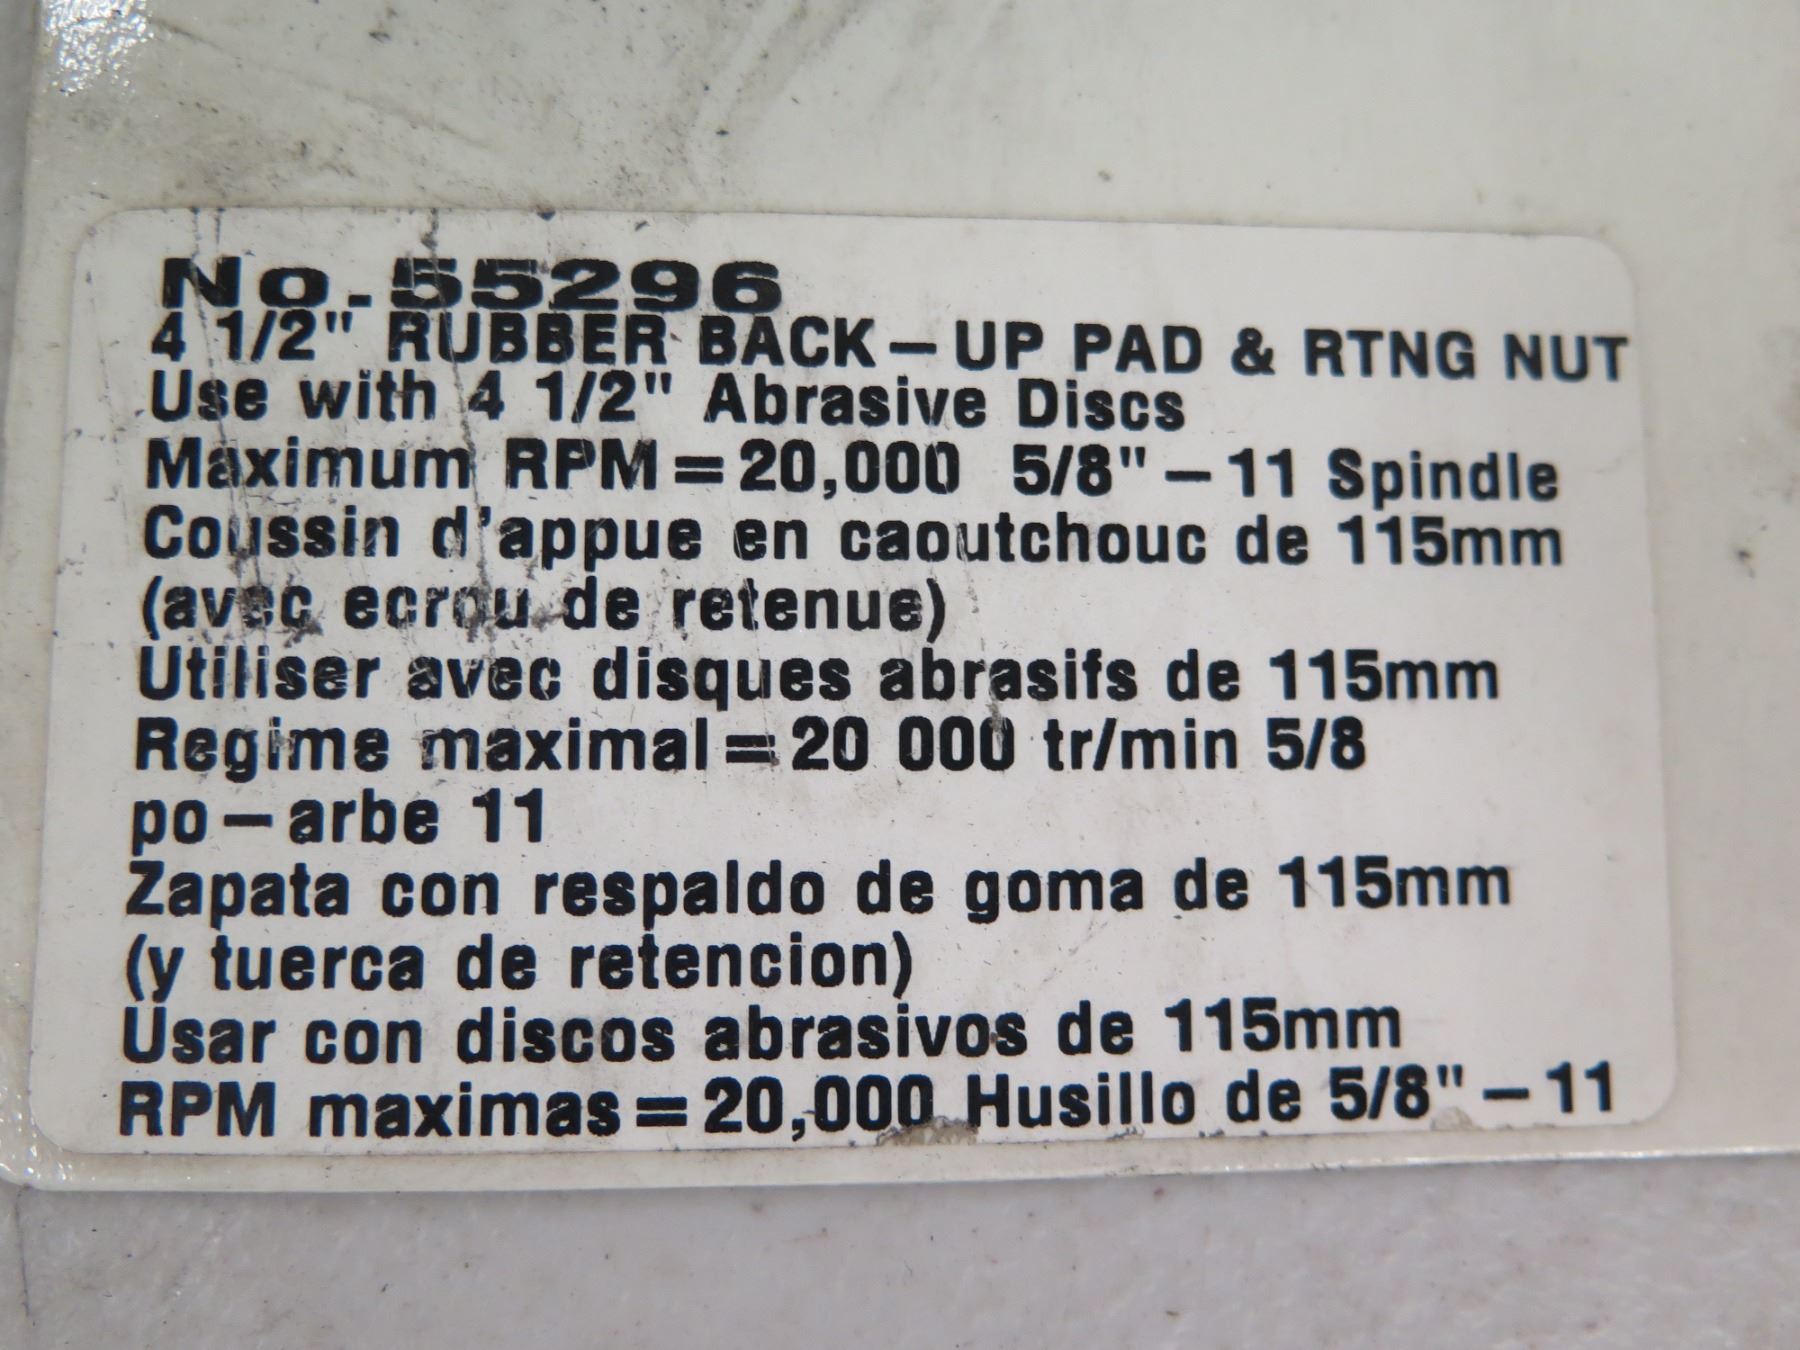 No. 55296
4 1/2" RUBBER BACK-UP PAD & RTNG NUT
Use with 4 1/2" Abrasive Discs
Maximum RPM=20,000 5/8"-11 Spindle
Coussin d'appue en caoutchouc de 115mm
(avec ecrou de retenue)
Utiliser avec disques abrasifs de 115mm
Regime maximal=20 000 tr/min 5/8
po-arbe 11
Zapata con respaldo de goma de 115mm
(y tuerca de retencion)
Usar con discos abrasivos de 115mm
RPM maximas=20,000 Husillo de 5/8"-11